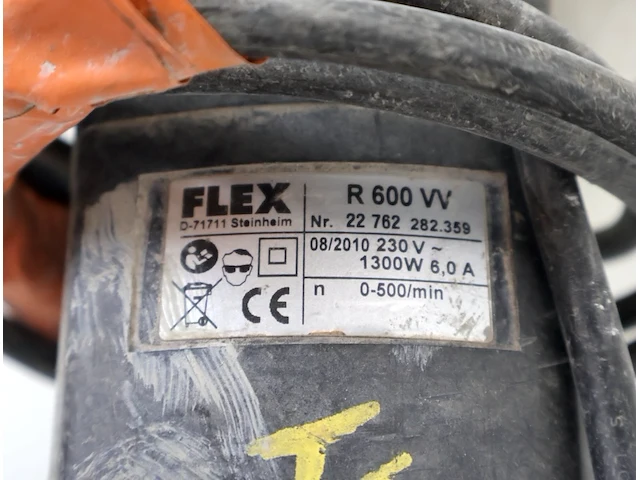 FLEX
D-71711 Steinheim
R 600 VV
Nr. 22 762 282.359
08/2010 230 V ~
1300W 6,0 A
n 0-500/min
CE